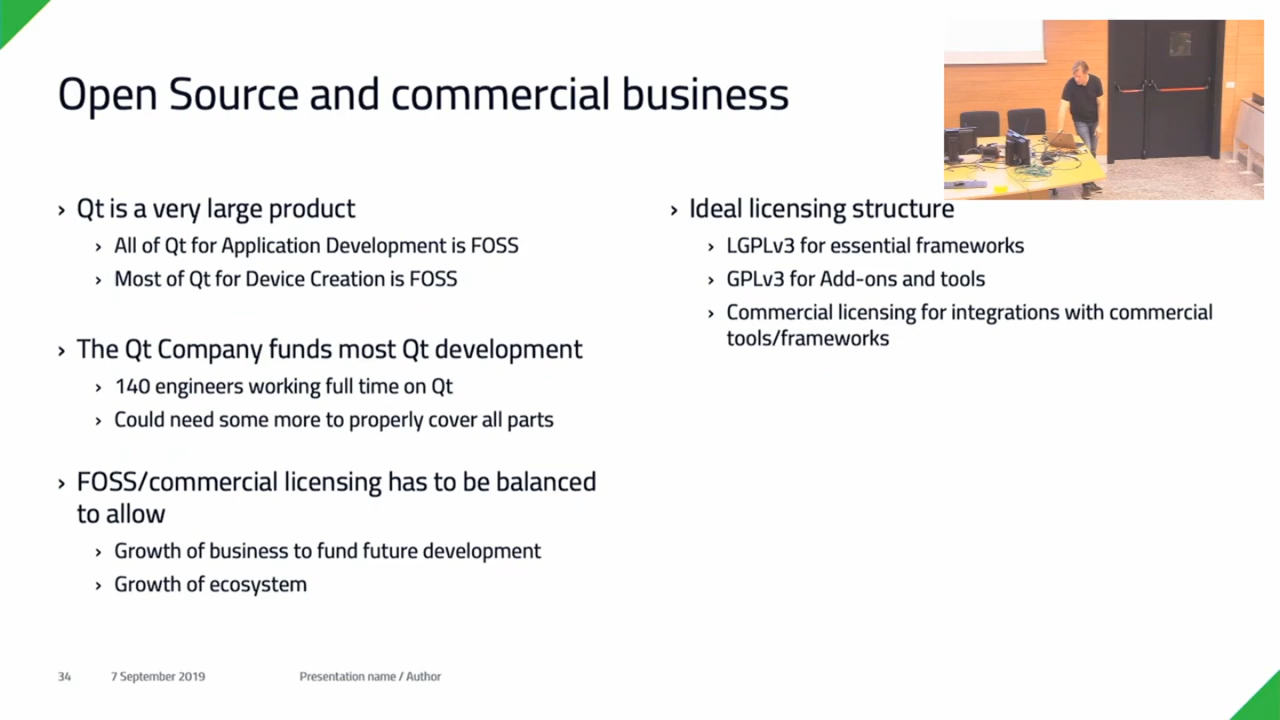 Open Source and commercial business
› Qt is a very large product
› All of Qt for Application Development is FOSS
› Most of Qt for Device Creation is FOSS
› The Qt Company funds most Qt development
› 140 engineers working full time on Qt
› Could need some more to properly cover all parts
› FOSS/commercial licensing has to be balanced
to allow
› Growth of business to fund future development
› Growth of ecosystem
› Ideal licensing structure
› LGPLv3 for essential frameworks
› GPLv3 for Add-ons and tools
› Commercial licensing for integrations with commercial
tools/frameworks
34 7 September 2019 Presentation name / Author